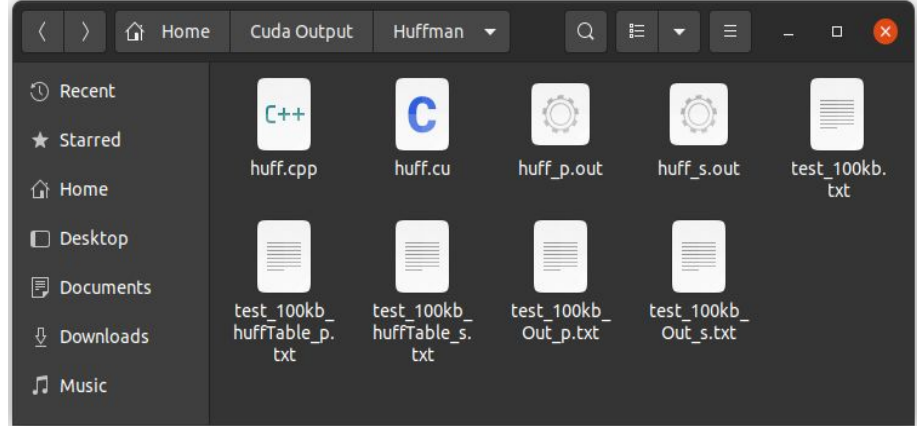 Home Cuda Output Huffman
Recent
Starred
Home
Desktop
Documents
Downloads
Music
C++
huff.cpp
C
huff.cu
huff_p.out
huff_s.out
test_100kb.
txt
test_100kb_
huffTable_p.
txt
test_100kb_
huffTable_s.
txt
test_100kb_
Out_p.txt
test_100kb_
Out_s.txt